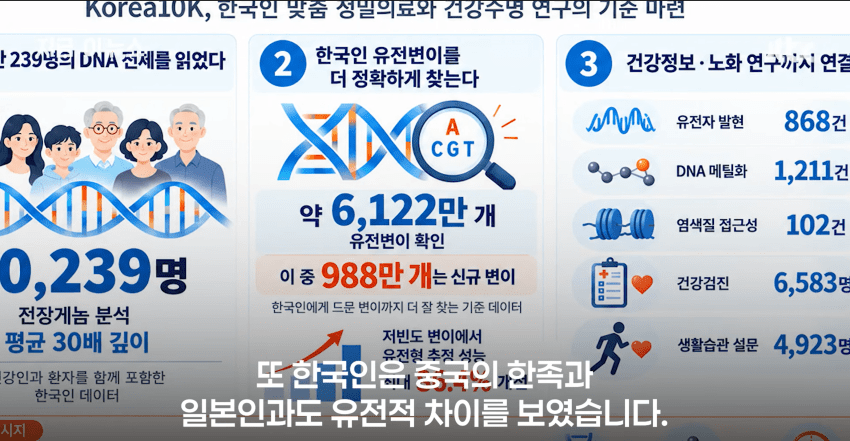 Korea10K, 한국인 맞춤 정밀의료와 건강수명 연구의 기준 마련
239명의 DNA 전체를 읽었다
0,239명
전장게놈 분석
평균 30배 깊이
건강인과 환자를 함께 포함한
한국인 데이터
2
한국인 유전변이를
더 정확하게 찾는다
A
CGT
약 6,122만 개
유전변이 확인
이 중 988만 개는 신규 변이
한국인에게 드문 변이까지 더 잘 찾는 기준 데이터
저빈도 변이에서
유전형 추정 성능
3
건강정보·노화 연구까지 연결
유전자 발현 868건
DNA 메틸화 1,211건
염색질 접근성 102건
건강검진 6,583명
생활습관 설문 4,923명
또 한국인은 중국의 한족과
일본인과도 유전적 차이를 보였습니다.
시지